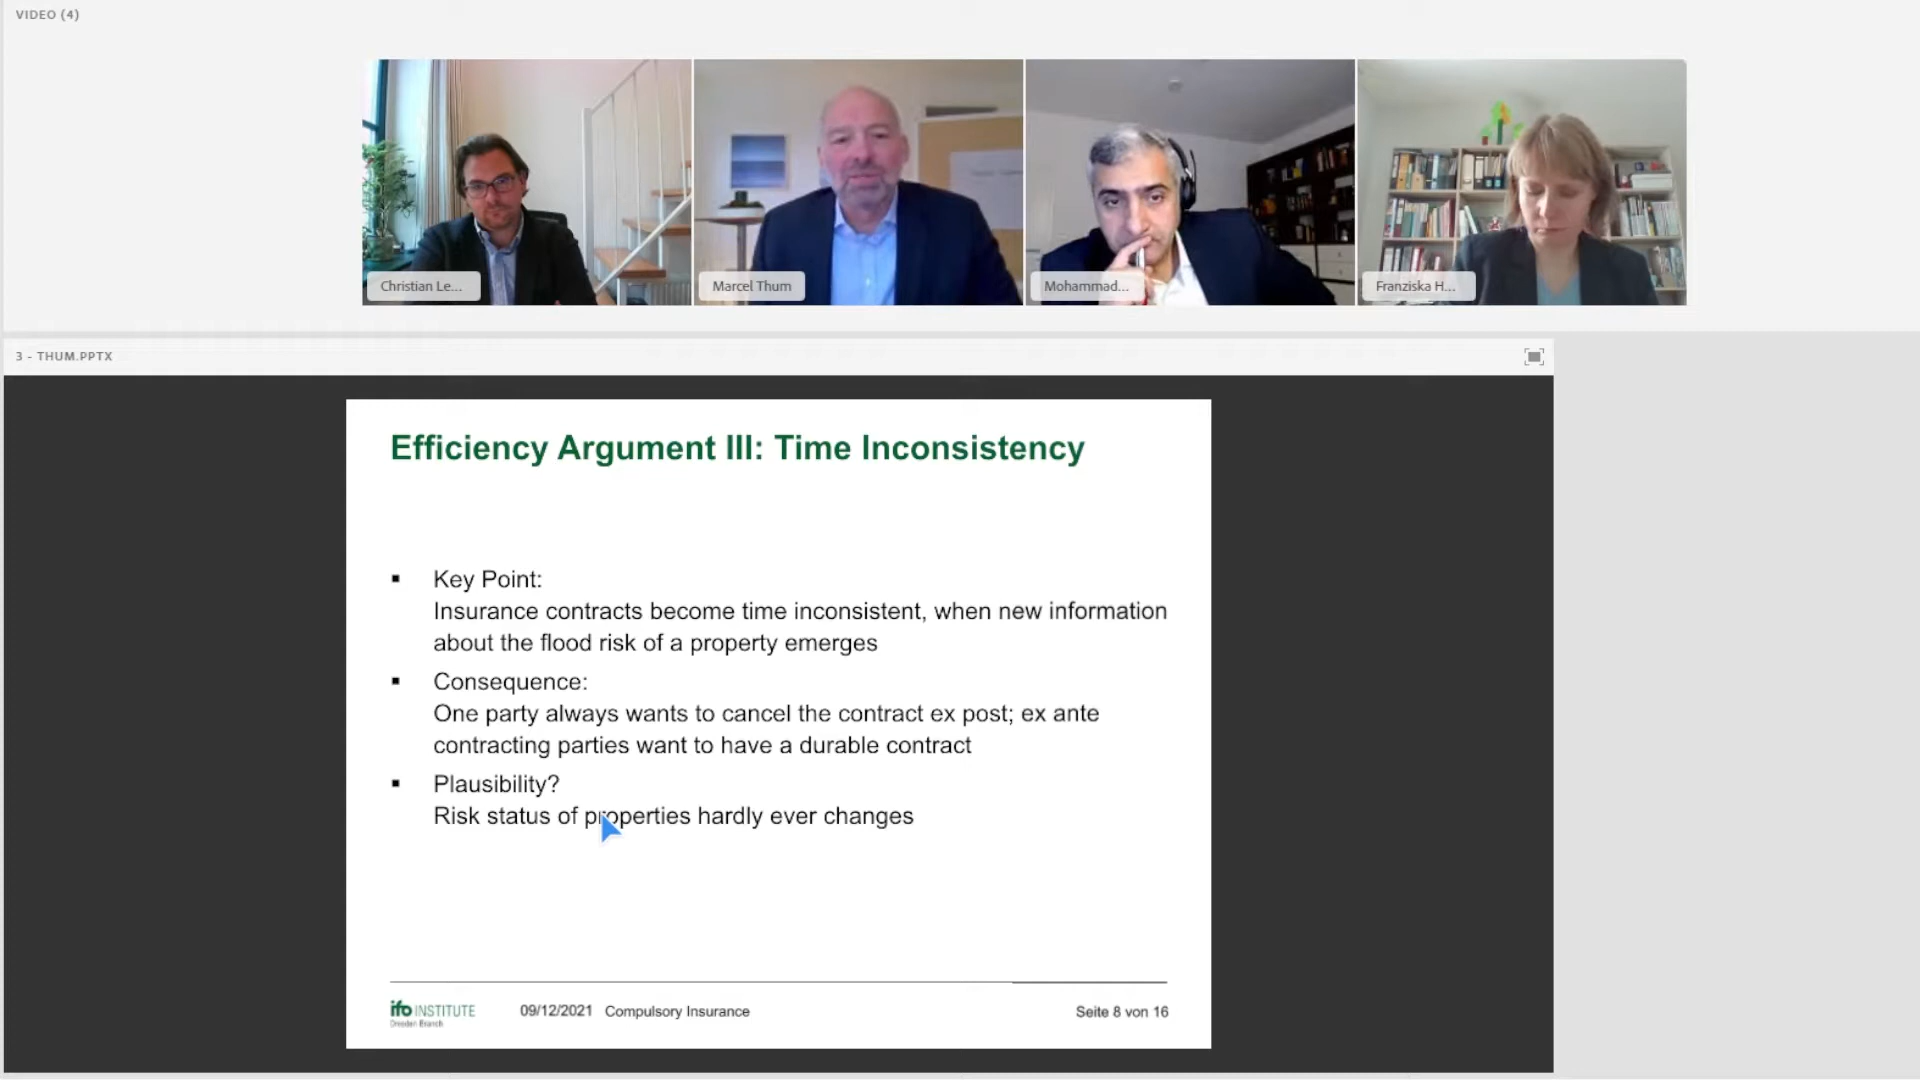 VIDEO (4)
Christian Le...
Marcel Thum
Mohammad...
Franziska H...
3 - THUM.PPTX
Efficiency Argument III: Time Inconsistency
Key Point:
Insurance contracts become time inconsistent, when new information
about the flood risk of a property emerges
Consequence:
One party always wants to cancel the contract ex post; ex ante
contracting parties want to have a durable contract
Plausibility?
Risk status of properties hardly ever changes
ifo INSTITUTE
Dresden Branch
09/12/2021 Compulsory Insurance
Seite 8 von 16